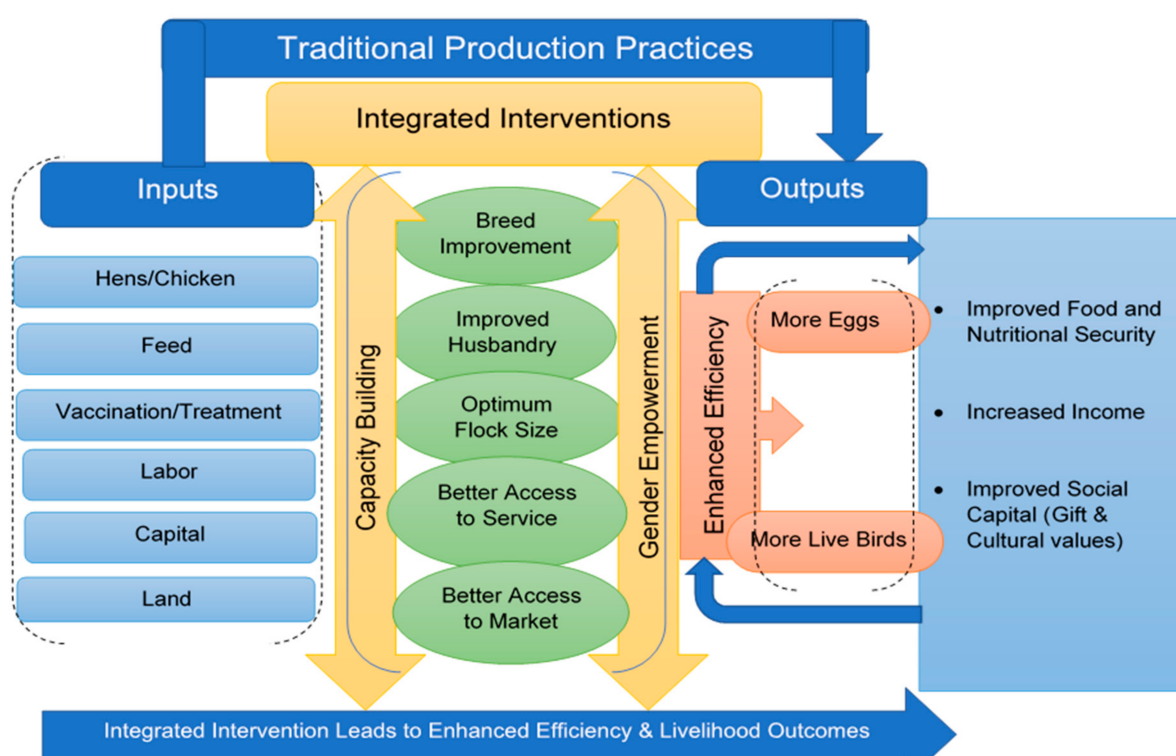 Traditional Production Practices
Integrated Interventions
Inputs
Outputs
Hens/Chicken
Feed
Vaccination/Treatment
Labor
Capital
Land
Capacity Building
Breed
Improvement
Improved
Husbandry
Optimum
Flock Size
Better Access
to Service
Better Access
to Market
Gender Empowerment
Enhanced Efficiency
More Eggs
More Live Birds
• Improved Food and
Nutritional Security
• Increased Income
• Improved Social
Capital (Gift &
Cultural values)
Integrated Intervention Leads to Enhanced Efficiency & Livelihood Outcomes